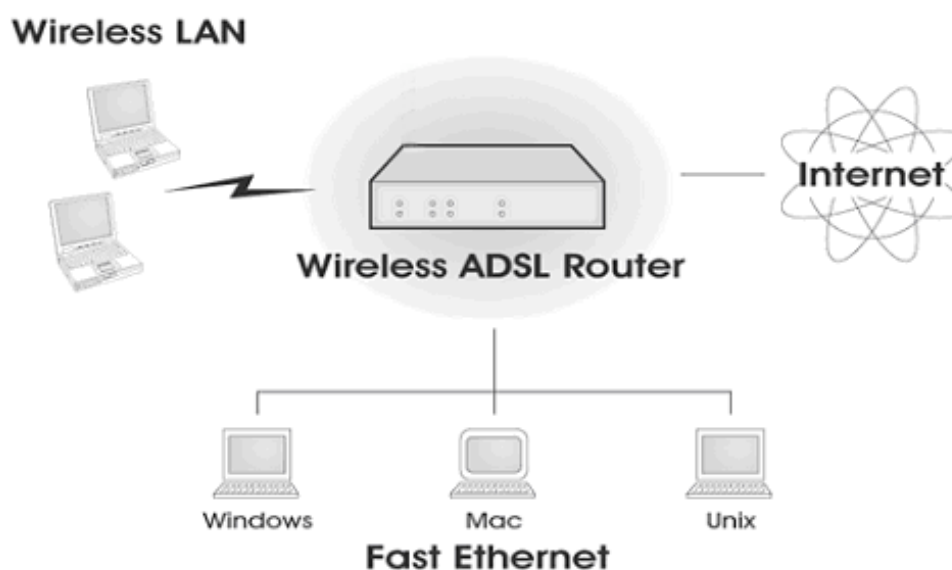 Wireless LAN
Internet
Wireless ADSL Router
Windows
Mac
Unix
Fast Ethernet